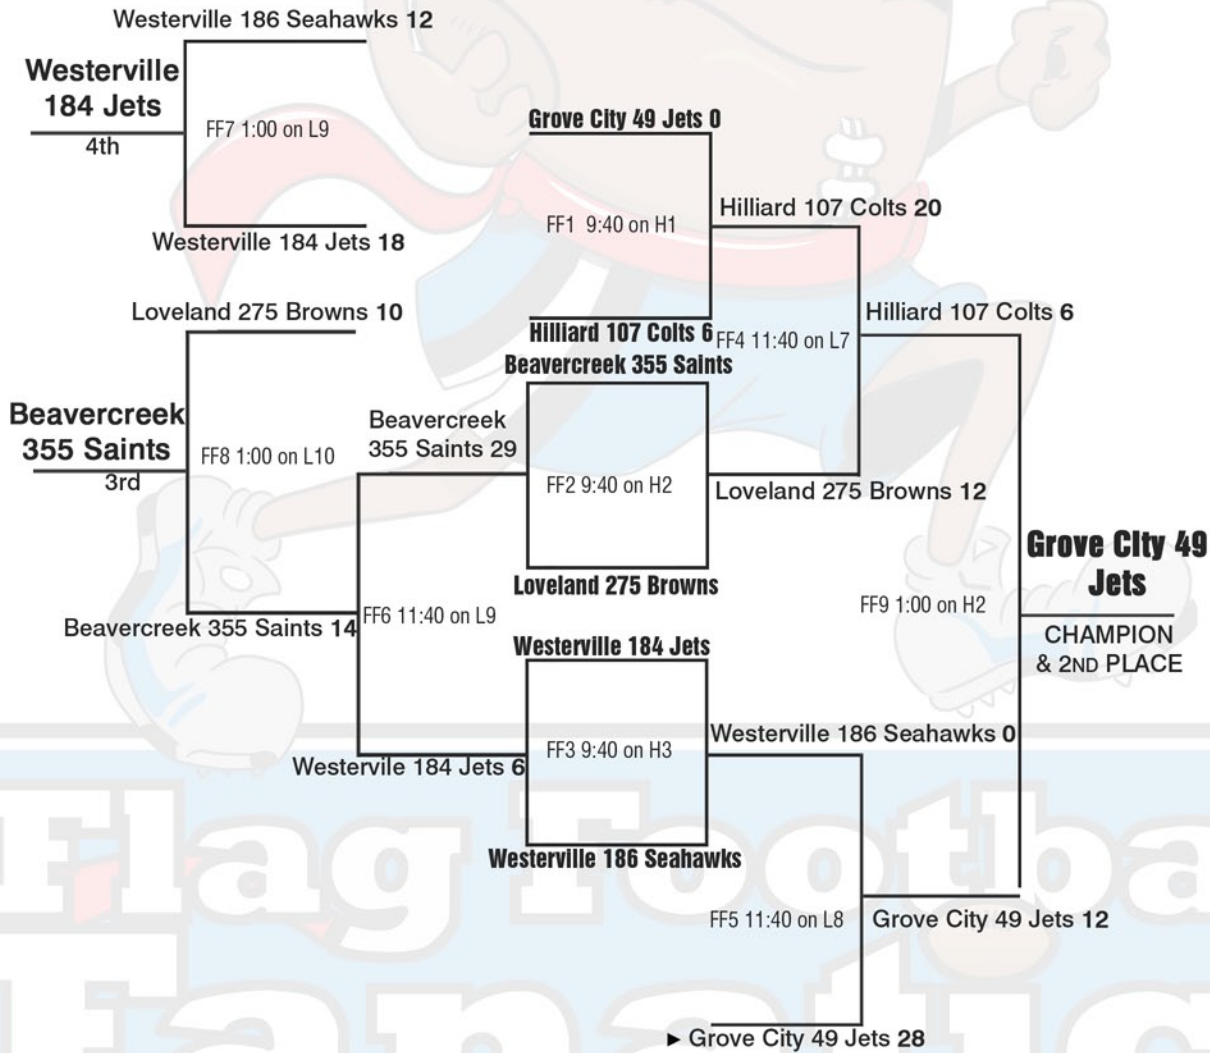 Westerville 186 Seahawks 12
Westerville
184 Jets
4th
FF7 1:00 on L9
Westerville 184 Jets 18
Grove City 49 Jets 0
FF1 9:40 on H1
Hilliard 107 Colts 6
Hilliard 107 Colts 20
FF4 11:40 on L7
Hilliard 107 Colts 6
Loveland 275 Browns 10
Beavercreek
355 Saints
3rd
FF8 1:00 on L10
Beavercreek 355 Saints 14
Beavercreek
355 Saints 29
Beavercreek 355 Saints
FF2 9:40 on H2
Loveland 275 Browns
Loveland 275 Browns 12
FF6 11:40 on L9
Westervile 184 Jets 6
Westerville 184 Jets
FF3 9:40 on H3
Westerville 186 Seahawks
Westerville 186 Seahawks 0
FF5 11:40 on L8
► Grove City 49 Jets 28
Grove City 49 Jets 12
FF9 1:00 on H2
Grove CIty 49
Jets
CHAMPION
& 2ND PLACE
Flag Footba
Fanatic